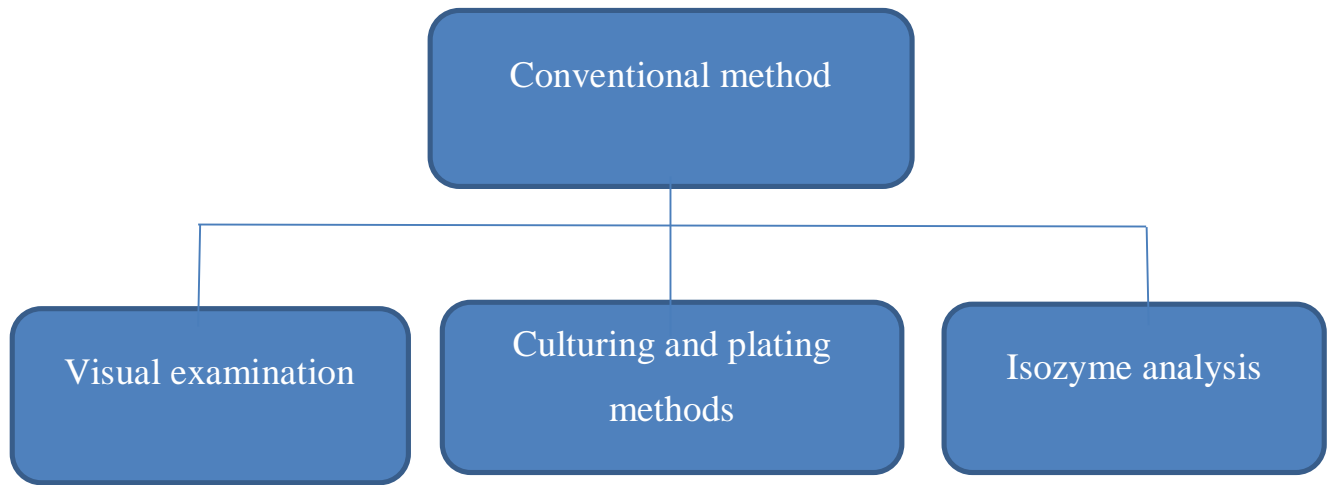 Conventional method
Visual examination
Culturing and plating
methods
Isozyme analysis